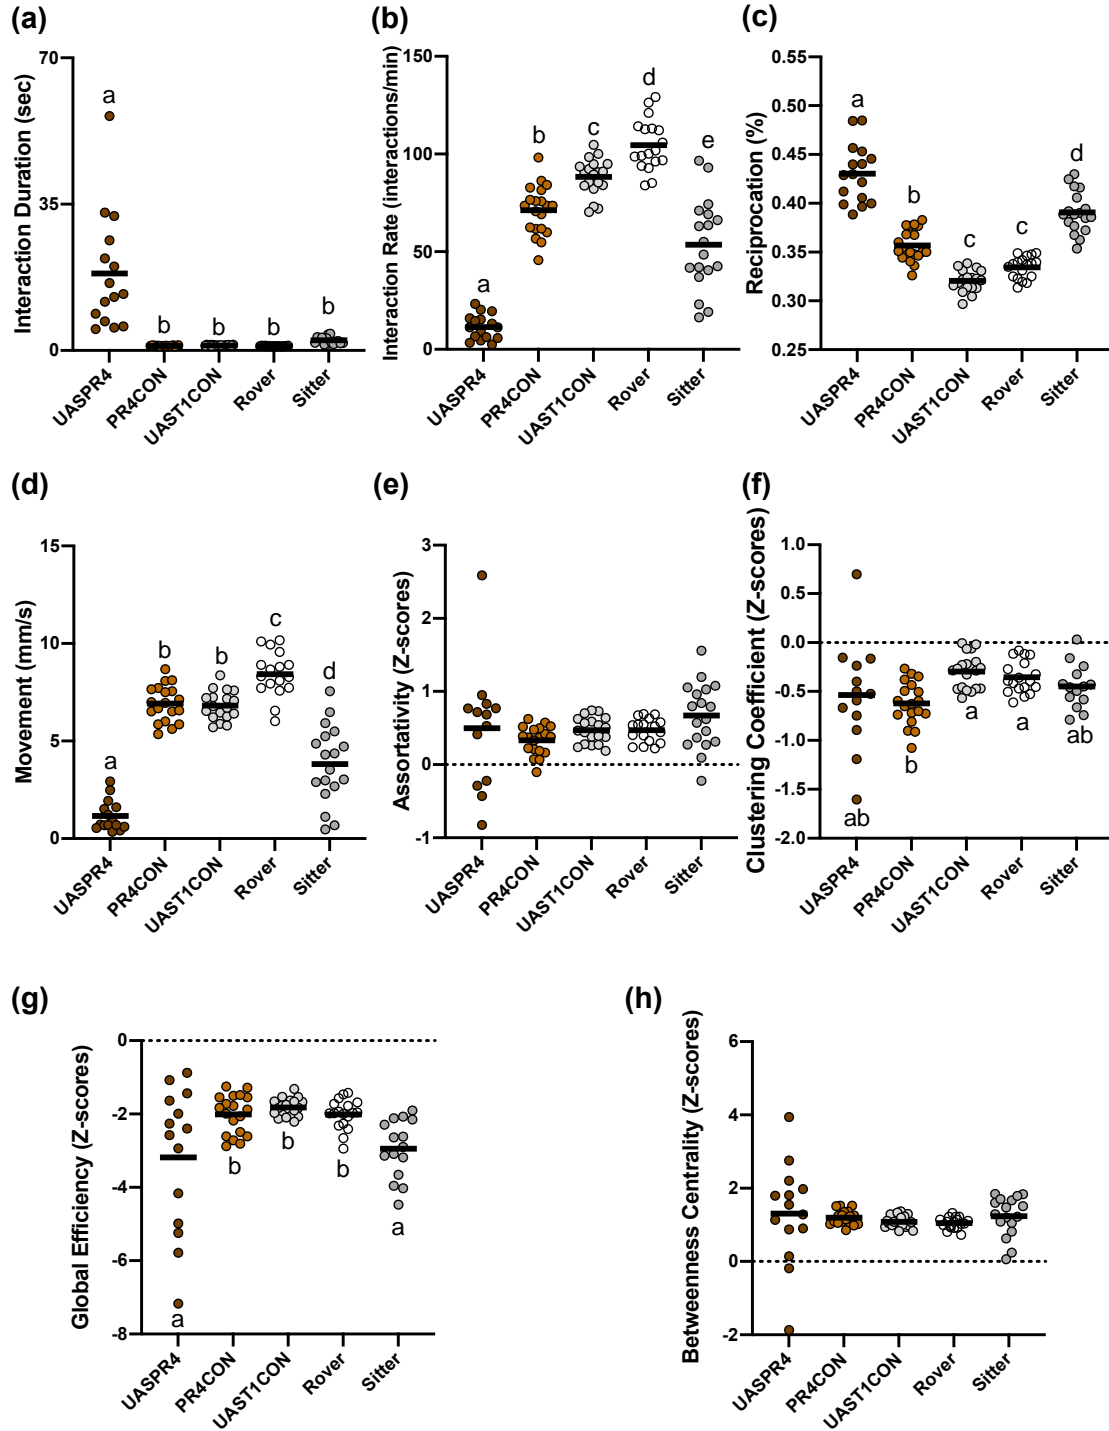 (a)
Interaction Duration (sec)
70
35
0
a
b
b
b
b
UASPR4
PR4CON
UAST1CON
Rover
Sitter
(b)
Interaction Rate (interactions/min)
150
100
50
0
a
b
c
d
e
UASPR4
PR4CON
UAST1CON
Rover
Sitter
(c)
Reciprocation (%)
0.55
0.50
0.45
0.40
0.35
0.30
0.25
a
b
c
c
d
UASPR4
PR4CON
UAST1CON
Rover
Sitter
(d)
Movement (mm/s)
15
10
5
0
a
b
b
c
d
UASPR4
PR4CON
UAST1CON
Rover
Sitter
(e)
Assortativity (Z-scores)
3
2
1
0
-1
UASPR4
PR4CON
UAST1CON
Rover
Sitter
(f)
Clustering Coefficient (Z-scores)
1.0
0.0
-0.5
-0.5
-1.0
-2.0
ab
b
a
a
ab
UASPR4
PR4CON
UAST1CON
Rover
Sitter
(g)
Global Efficiency (Z-scores)
0
-2
-4
-6
-8
a
b
b
b
a
UASPR4
PR4CON
UAST1CON
Rover
Sitter
(h)
Betweenness Centrality (Z-scores)
6
4
2
0
-2
UASPR4
PR4CON
UAST1CON
Rover
Sitter